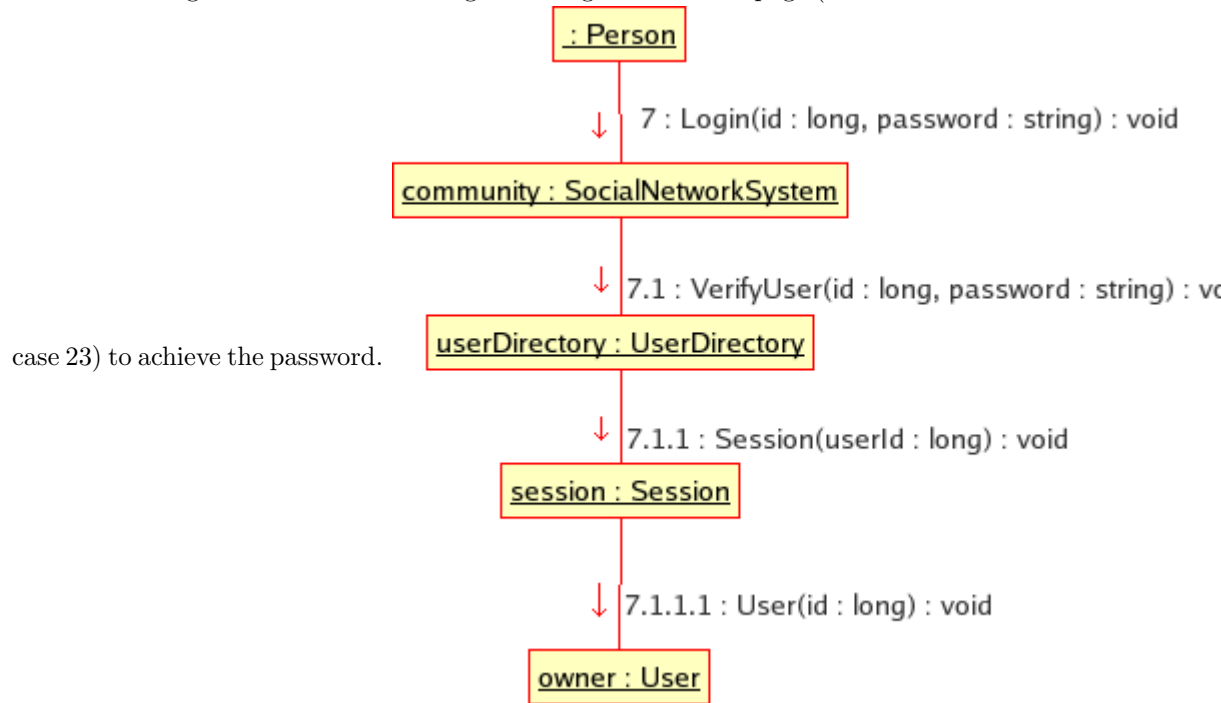 : Person
7 : Login(id : long, password : string) : void
community : SocialNetworkSystem
7.1 : VerifyUser(id : long, password : string)
userDirectory : UserDirectory
case 23) to achieve the password.
7.1.1 : Session(userId : long) : void
session : Session
7.1.1.1 : User(id : long) : void
owner : User